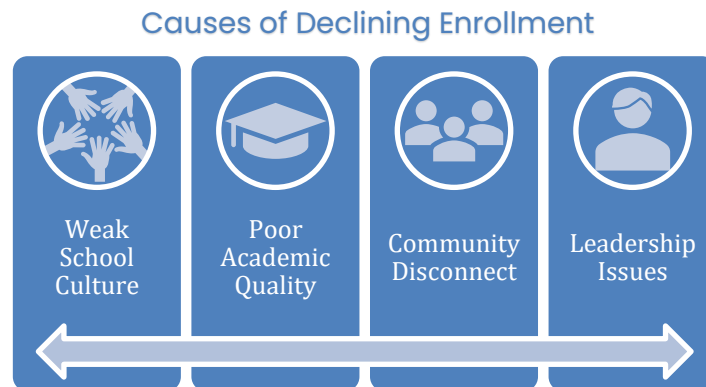 Causes of Declining Enrollment
Weak
School
Culture
Poor
Academic
Quality
Community
Disconnect
Leadership
Issues